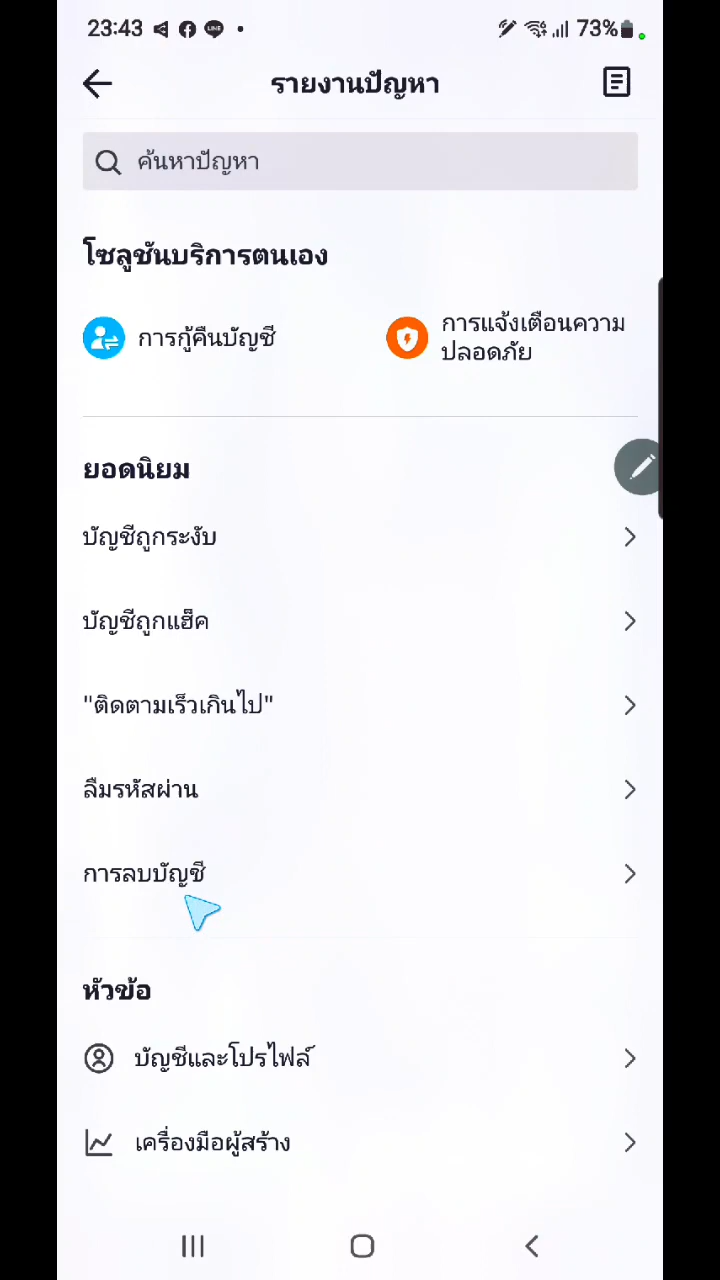 23:43
73%
รายงานปัญหา
ค้นหาปัญหา
โซลูชันบริการตนเอง
การกู้คืนบัญชี
การแจ้งเตือนความ
ปลอดภัย
ยอดนิยม
บัญชีถูกระงับ
บัญชีถูกแฮ็ค
"ติดตามเร็วเกินไป"
ลืมรหัสผ่าน
การลบบัญชี
หัวข้อ
บัญชีและโปรไฟล์
เครื่องมือผู้สร้าง